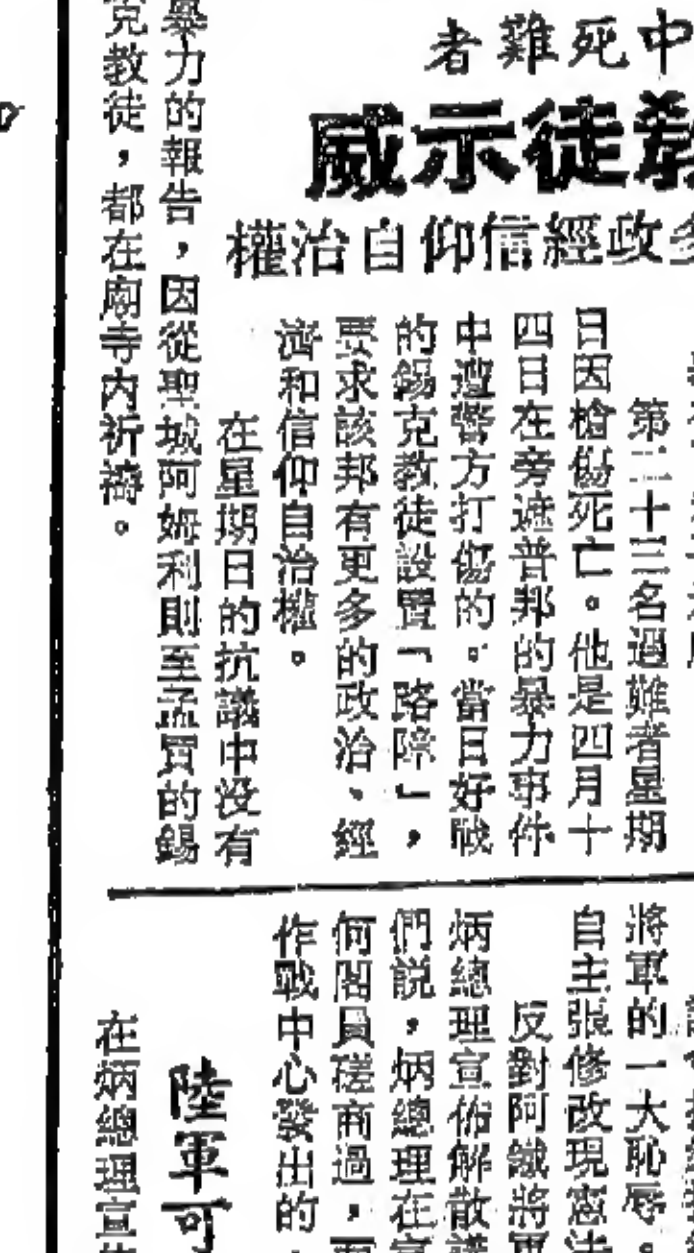 中死難者
教徒示威
多政經信仰自治權
第二十三名遇難者星期
日因槍傷死亡。他是四月十
四日在旁遮普邦的暴力事件
中遭警方打傷的。當日好戰
的錫克教徒設置「路障」，
要求該邦有更多的政治、經
濟和信仰自治權。
在星期日的抗議中没有
暴力的報告，因從聖城阿姆利則至孟買的錫
克教徒，都在廟寺内祈禱。
將軍的一大恥辱。
自主張修改現憲法
反對阿鐵將軍
炳總理宣佈解散議
們説，炳總理在宣
何閣員磋商過，而
作戰中心發出的
陸軍可
在炳總理宣佈